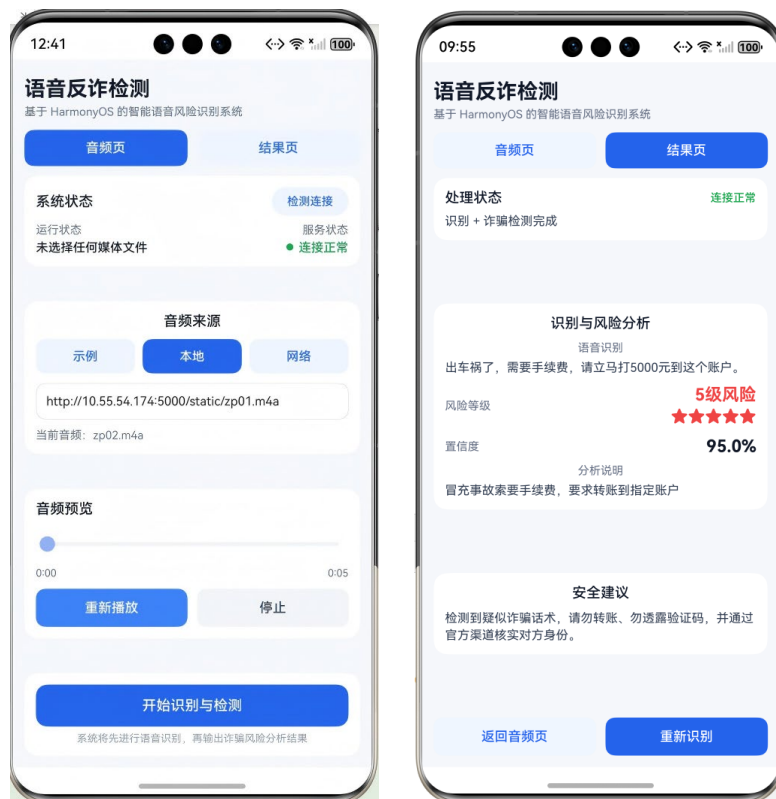 12:41
100
语音反诈检测
基于 HarmonyOS 的智能语音风险识别系统
音频页
结果页
系统状态
检测连接
运行状态
服务状态
未选择任何媒体文件
连接正常
音频来源
示例
本地
网络
http://10.55.54.174:5000/static/zp01.m4a
当前音频: zp02.m4a
音频预览
0:00
0:05
重新播放
停止
开始识别与检测
系统将先进行语音识别，再输出诈骗风险分析结果
09:55
100
语音反诈检测
基于 HarmonyOS 的智能语音风险识别系统
音频页
结果页
处理状态
连接正常
识别 + 诈骗检测完成
识别与风险分析
语音识别
出车祸了，需要手续费，请立马打5000元到这个账户。
5级风险
风险等级
置信度
95.0%
分析说明
冒充事故索要手续费，要求转账到指定账户
安全建议
检测到疑似诈骗话术，请勿转账、勿透露验证码，并通过
官方渠道核实对方身份。
返回音频页
重新识别